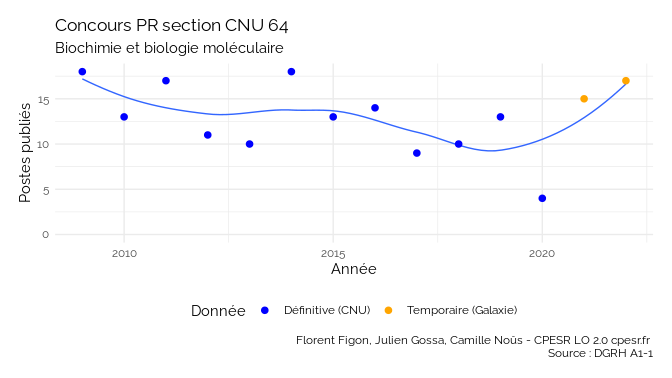 Concours PR section CNU 64
Biochimie et biologie moléculaire
Postes publiés
15
10
5
0
2010
2015
2020
Année
Donnée
Définitive (CNU)
Temporaire (Galaxie)
Florent Figon, Julien Gossa, Camille Noûs - CPESR LO 2.0 cpesr.fr
Source : DGRH A1-1